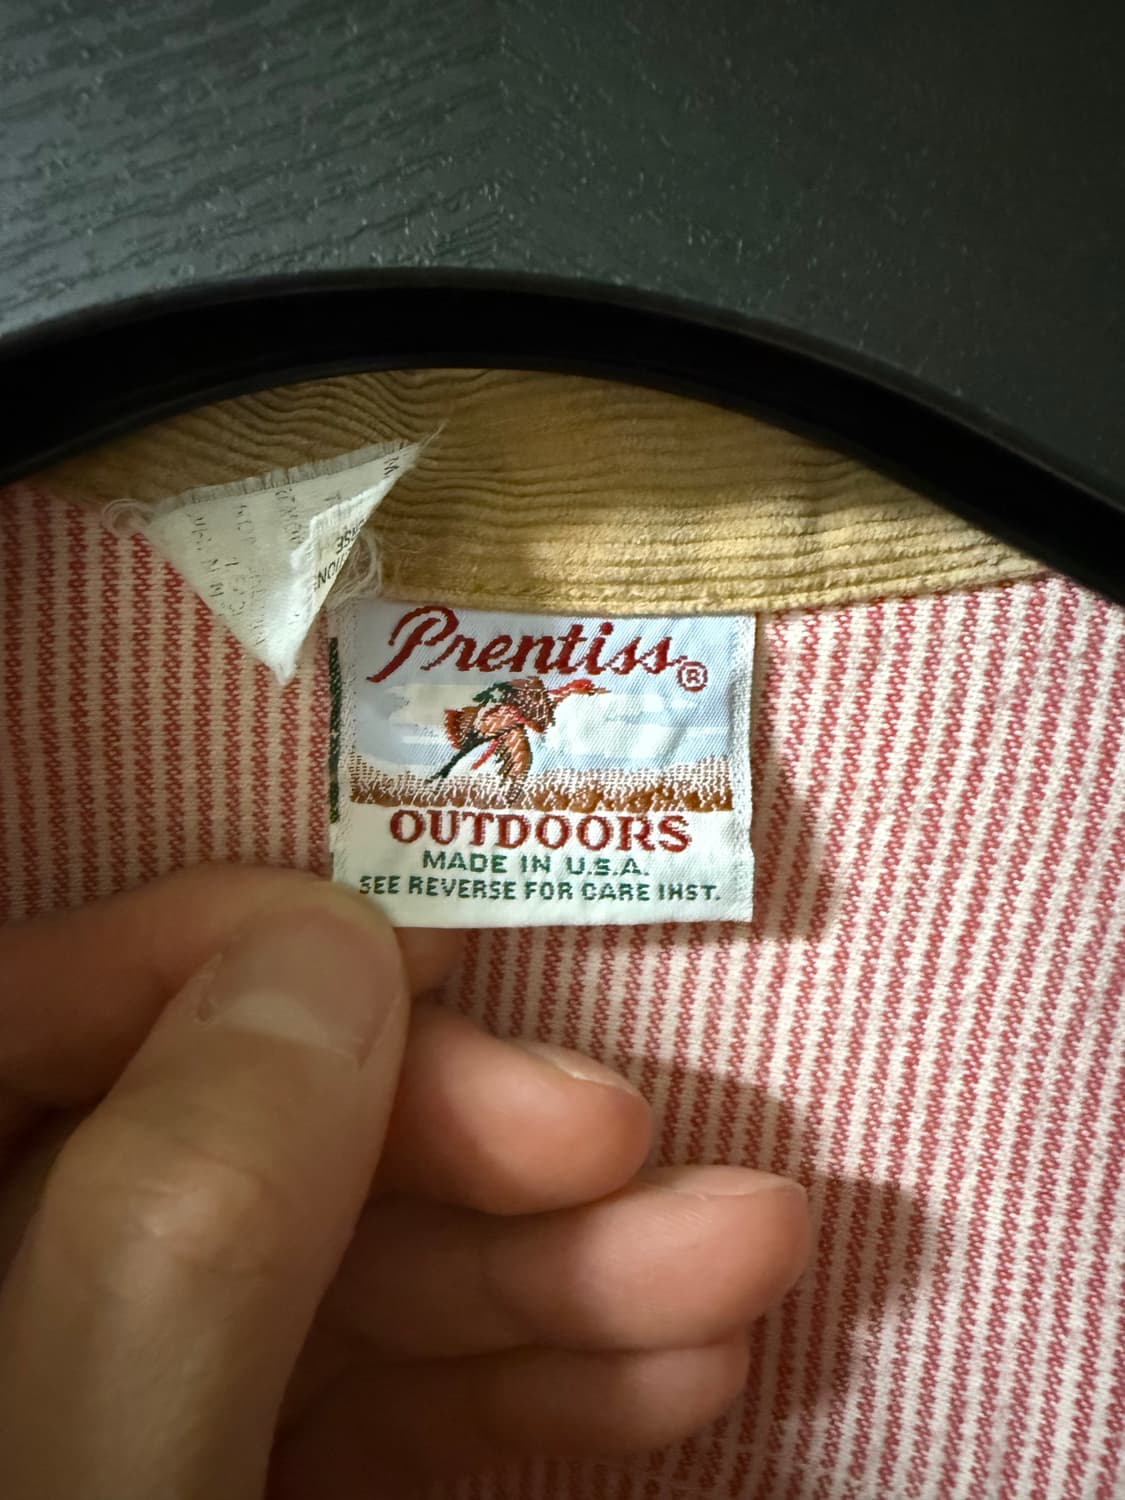 Prentiss®
OUTDOORS
MADE IN U.S.A.
SEE REVERSE FOR CARE INST.